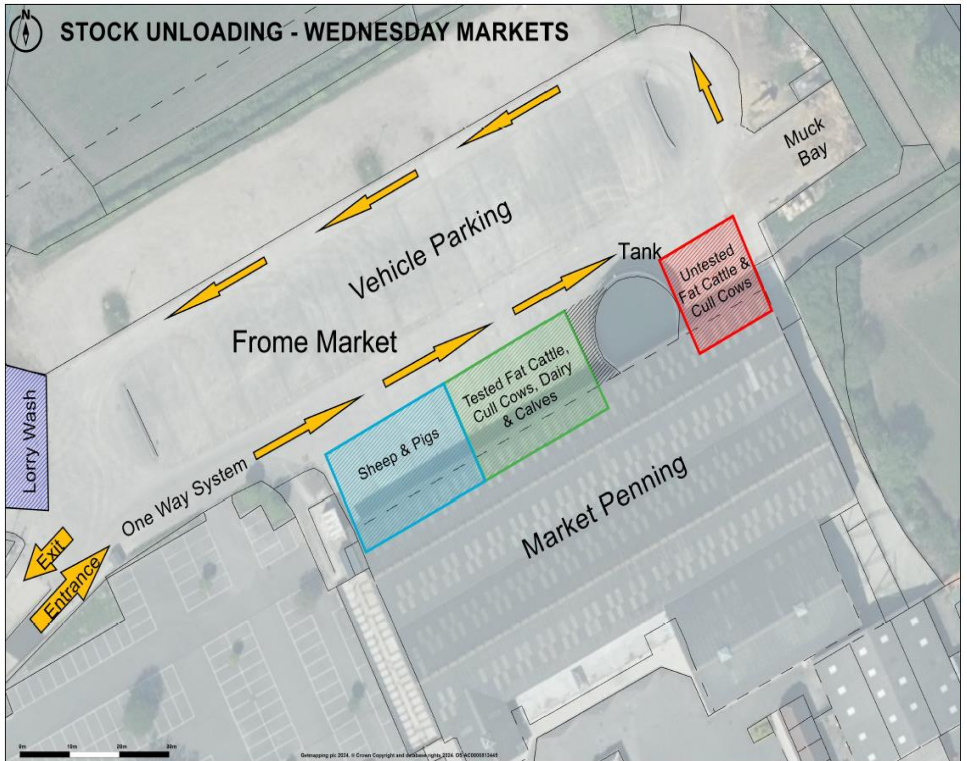 N
STOCK UNLOADING - WEDNESDAY MARKETS
Muck
Bay
Vehicle Parking
Tank
Untested
Fat Cattle &
Cull Cows
Frome Market
Tested Fat Cattle,
Cull Cows, Dairy
& Calves
Sheep & Pigs
Lorry Wash
One Way System
Market Penning
Exit
Entrance
0m 10m 20m 30m